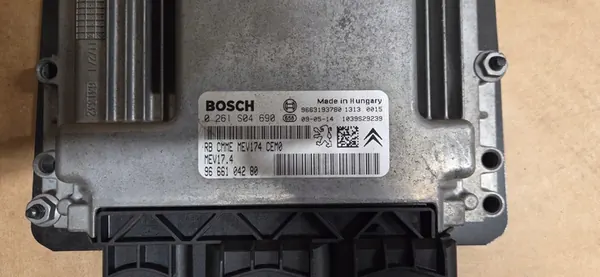 BOSCH
Made in Hungary
9663193780 1313 0015
0 261 S04 690
09-05-14 1039S29239
RB CMME MEV174 CEM0
MEV17.4
96 661 042 80